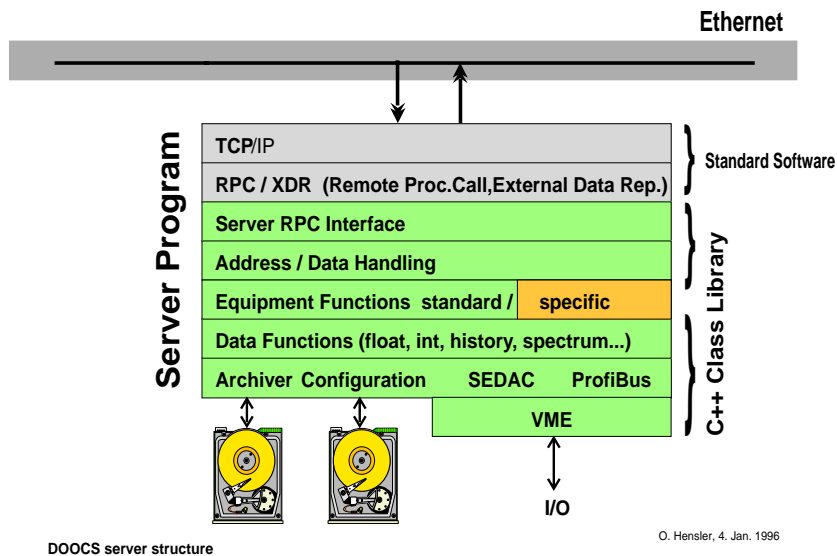 Ethernet
Server Program
TCP/IP
RPC / XDR (Remote Proc.Call,External Data Rep.)
Server RPC Interface
Address / Data Handling
Equipment Functions standard / specific
Data Functions (float, int, history, spectrum...)
Archiver Configuration SEDAC ProfiBus
VME
Standard Software
C++ Class Library
I/O
O. Hensler, 4. Jan. 1996
DOOCS server structure